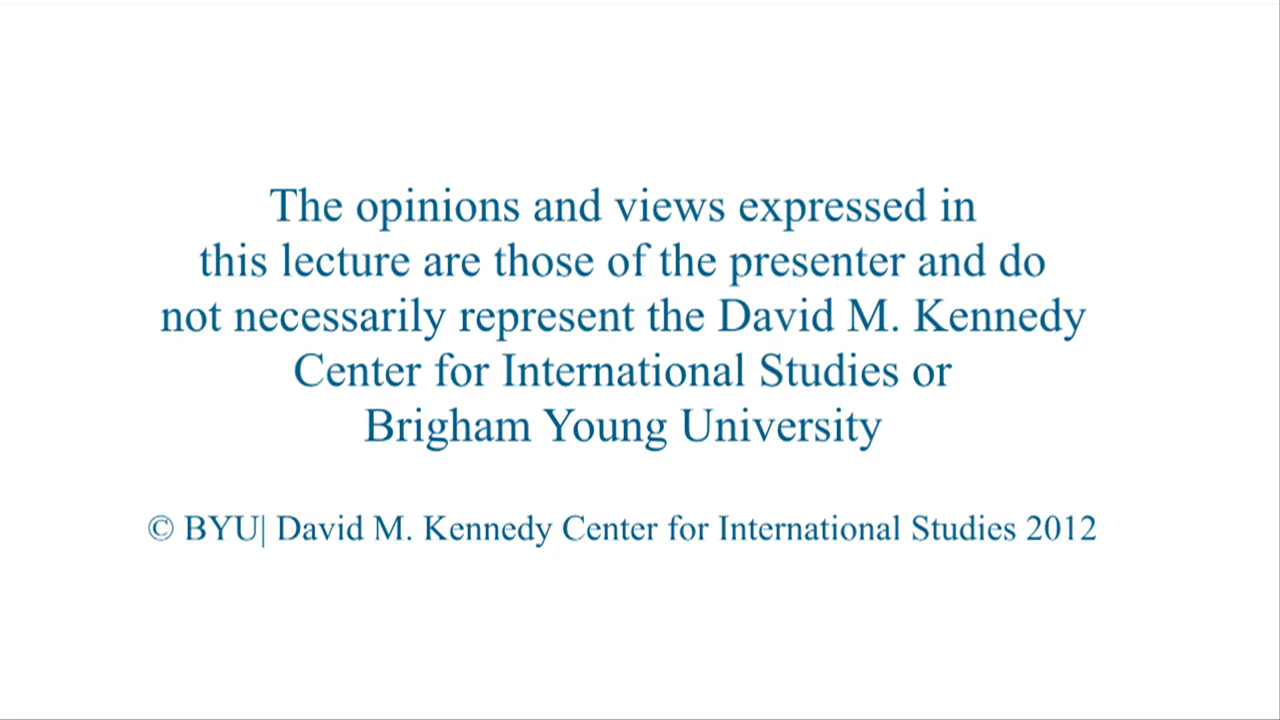 The opinions and views expressed in
this lecture are those of the presenter and do
not necessarily represent the David M. Kennedy
Center for International Studies or
Brigham Young University
© BYU| David M. Kennedy Center for International Studies 2012